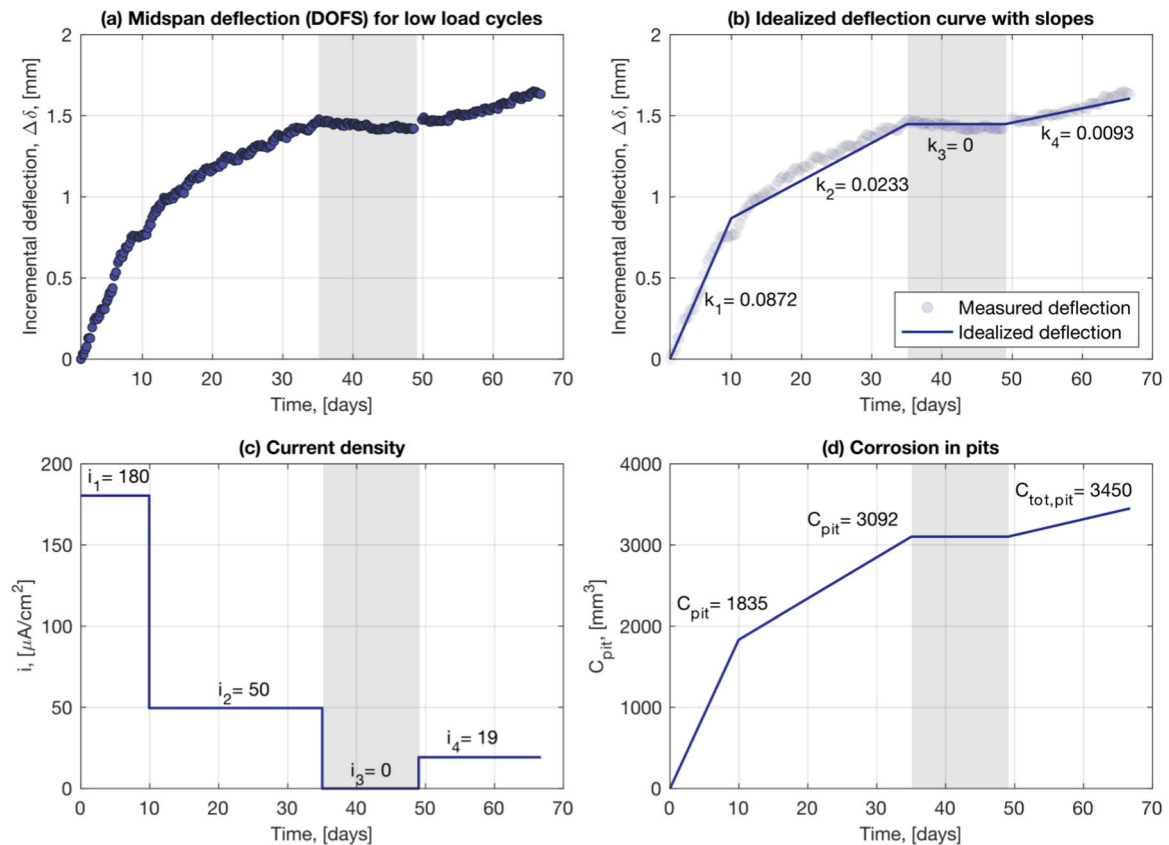 (a) Midspan deflection (DOFS) for low load cycles
2
1.5
1
0.5
0
Incremental deflection, Δδ, [mm]
10 20 30 40 50 60 70
Time, [days]
(b) Idealized deflection curve with slopes
2
1.5
1
0.5
0
Incremental deflection, Δδ, [mm]
k₁= 0.0872
k₂= 0.0233
k₃= 0
k₄= 0.0093
Measured deflection
Idealized deflection
10 20 30 40 50 60 70
Time, [days]
(c) Current density
200
150
100
50
0
i, [μA/cm²]
i₁= 180
i₂= 50
i₃= 0
i₄= 19
0 10 20 30 40 50 60 70
Time, [days]
(d) Corrosion in pits
4000
3000
2000
1000
0
C_pit, [mm³]
C_pit= 1835
C_pit= 3092
C_tot,pit= 3450
0 10 20 30 40 50 60 70
Time, [days]